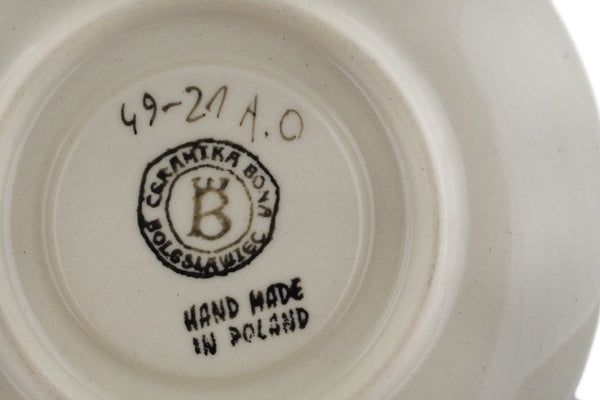 49-21 A.O
CERAMIKA BONA
B
BOLESŁAWIEC
HAND MADE
IN POLAND